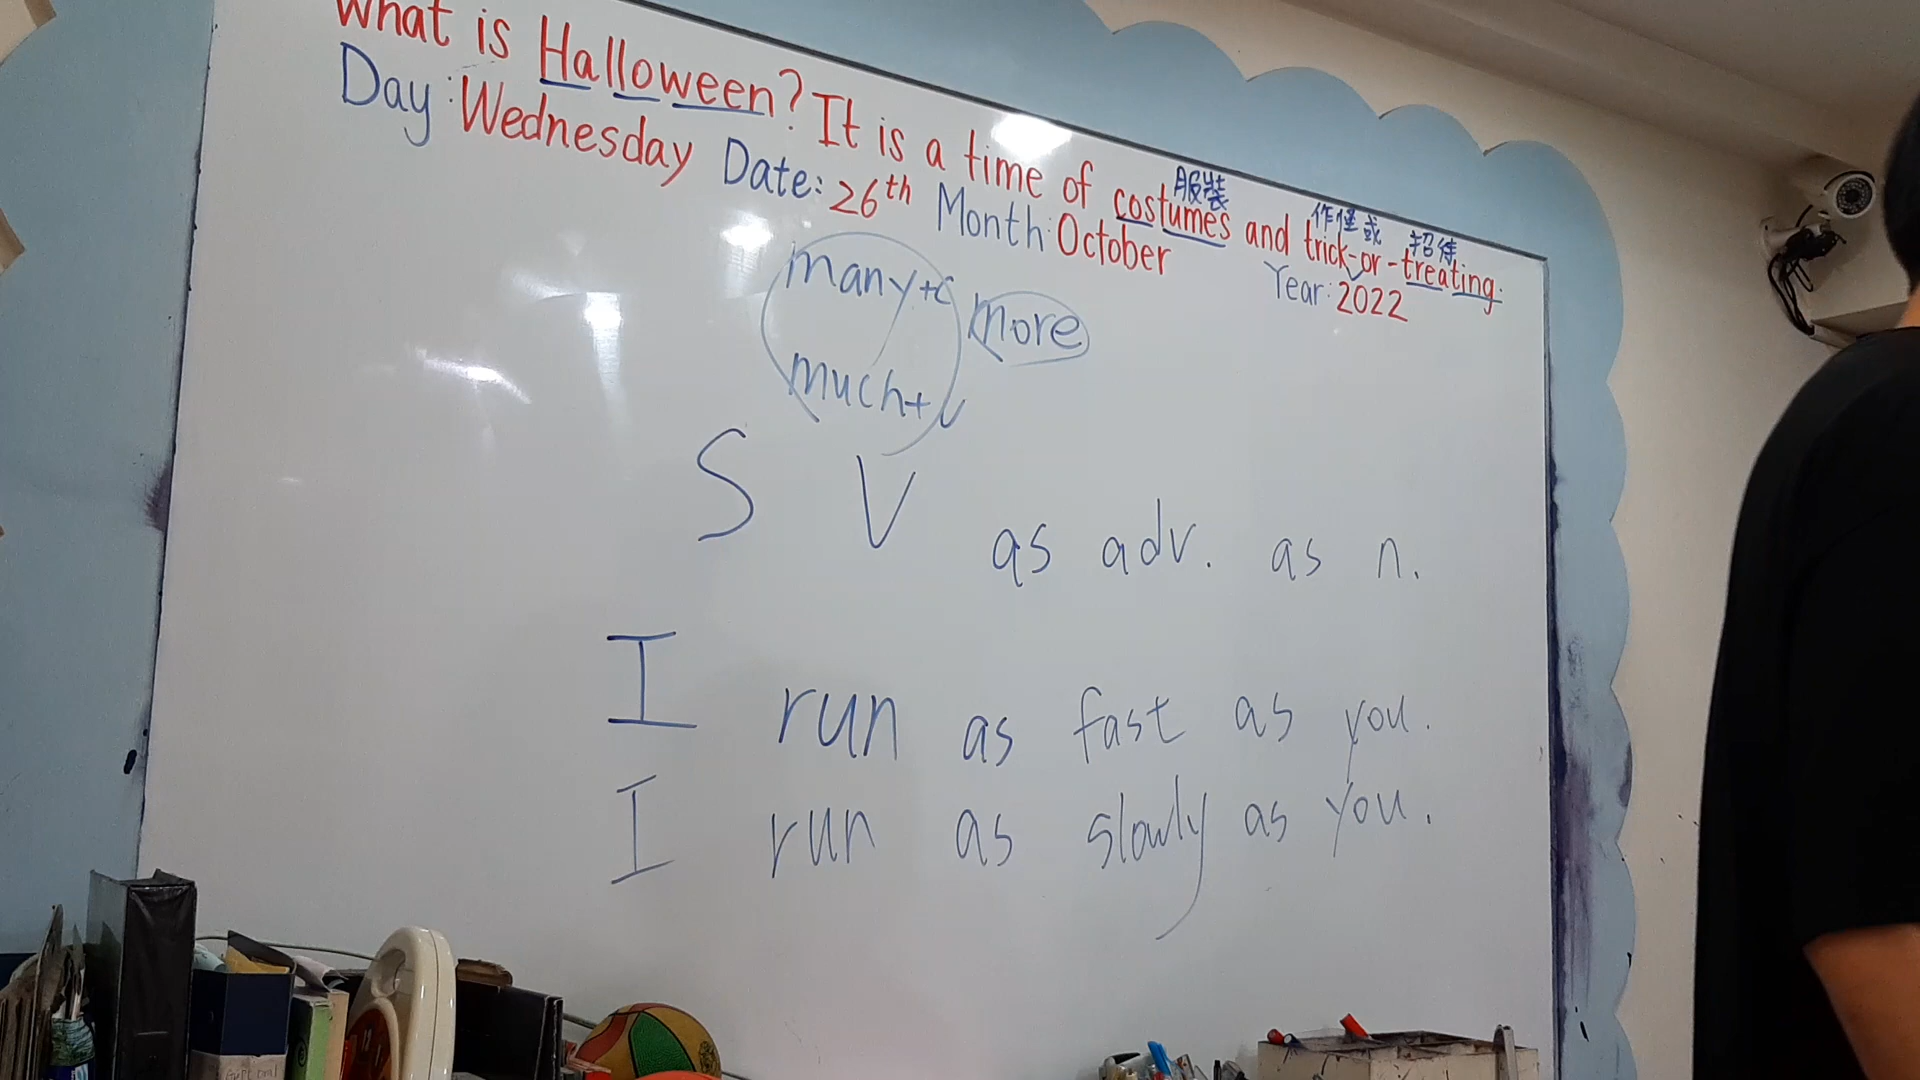 What is Halloween? It is a time of costumes and trick-or-treating.
服裝 作怪或 招待
Day: Wednesday Date: 26th Month: October Year: 2022
many+C more
much+U
S V as adv. as n.
I run as fast as you.
I run as slowly as you.